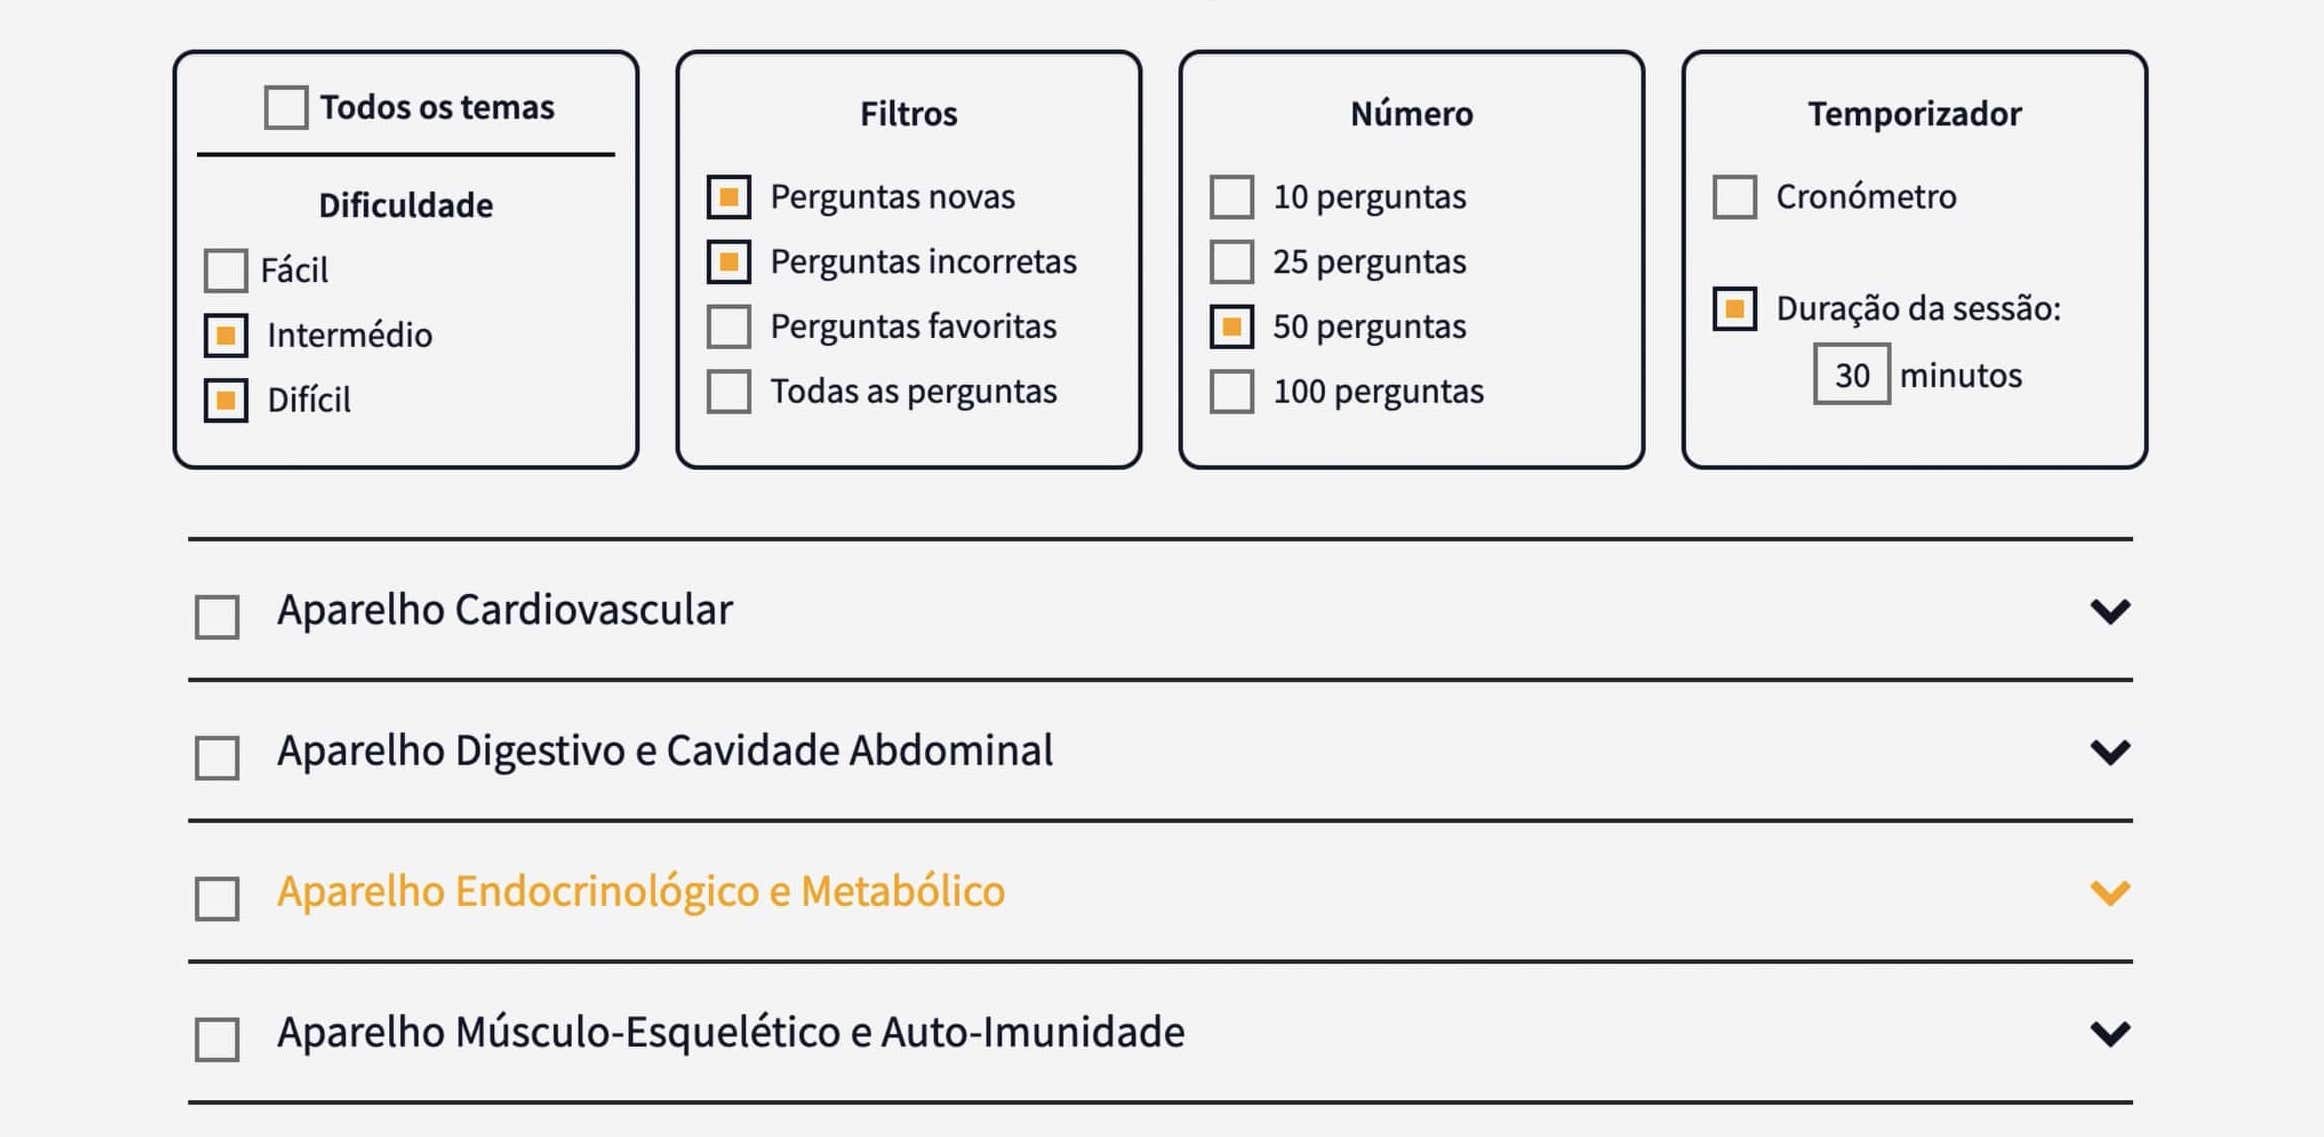 Todos os temas
Dificuldade
Fácil
Intermédio
Difícil
Filtros
Perguntas novas
Perguntas incorretas
Perguntas favoritas
Todas as perguntas
Número
10 perguntas
25 perguntas
50 perguntas
100 perguntas
Temporizador
Cronómetro
Duração da sessão:
30 minutos
Aparelho Cardiovascular
Aparelho Digestivo e Cavidade Abdominal
Aparelho Endocrinológico e Metabólico
Aparelho Músculo-Esquelético e Auto-Imunidade